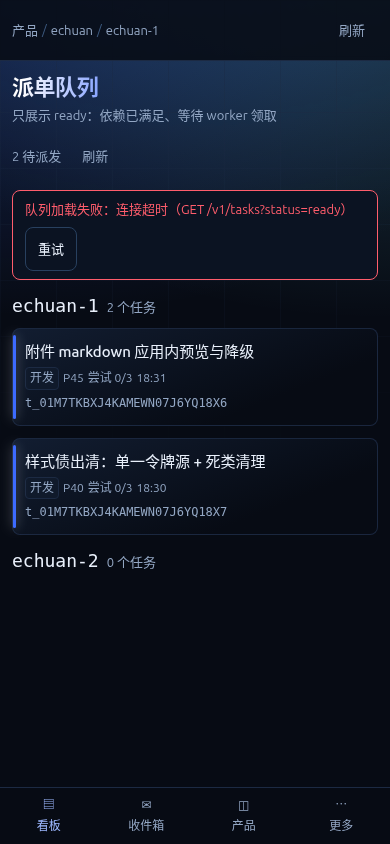 产品 / echuan / echuan-1 刷新
派单队列
只展示 ready：依赖已满足、等待 worker 领取
2 待派发 刷新
队列加载失败：连接超时（GET /v1/tasks?status=ready）
重试
echuan-1 2 个任务
附件 markdown 应用内预览与降级
开发 P45 尝试 0/3 18:31
t_01M7TKBXJ4KAMEWN07J6YQ18X6
样式债出清：单一令牌源 + 死类清理
开发 P40 尝试 0/3 18:30
t_01M7TKBXJ4KAMEWN07J6YQ18X7
echuan-2 0 个任务
看板 收件箱 产品 更多